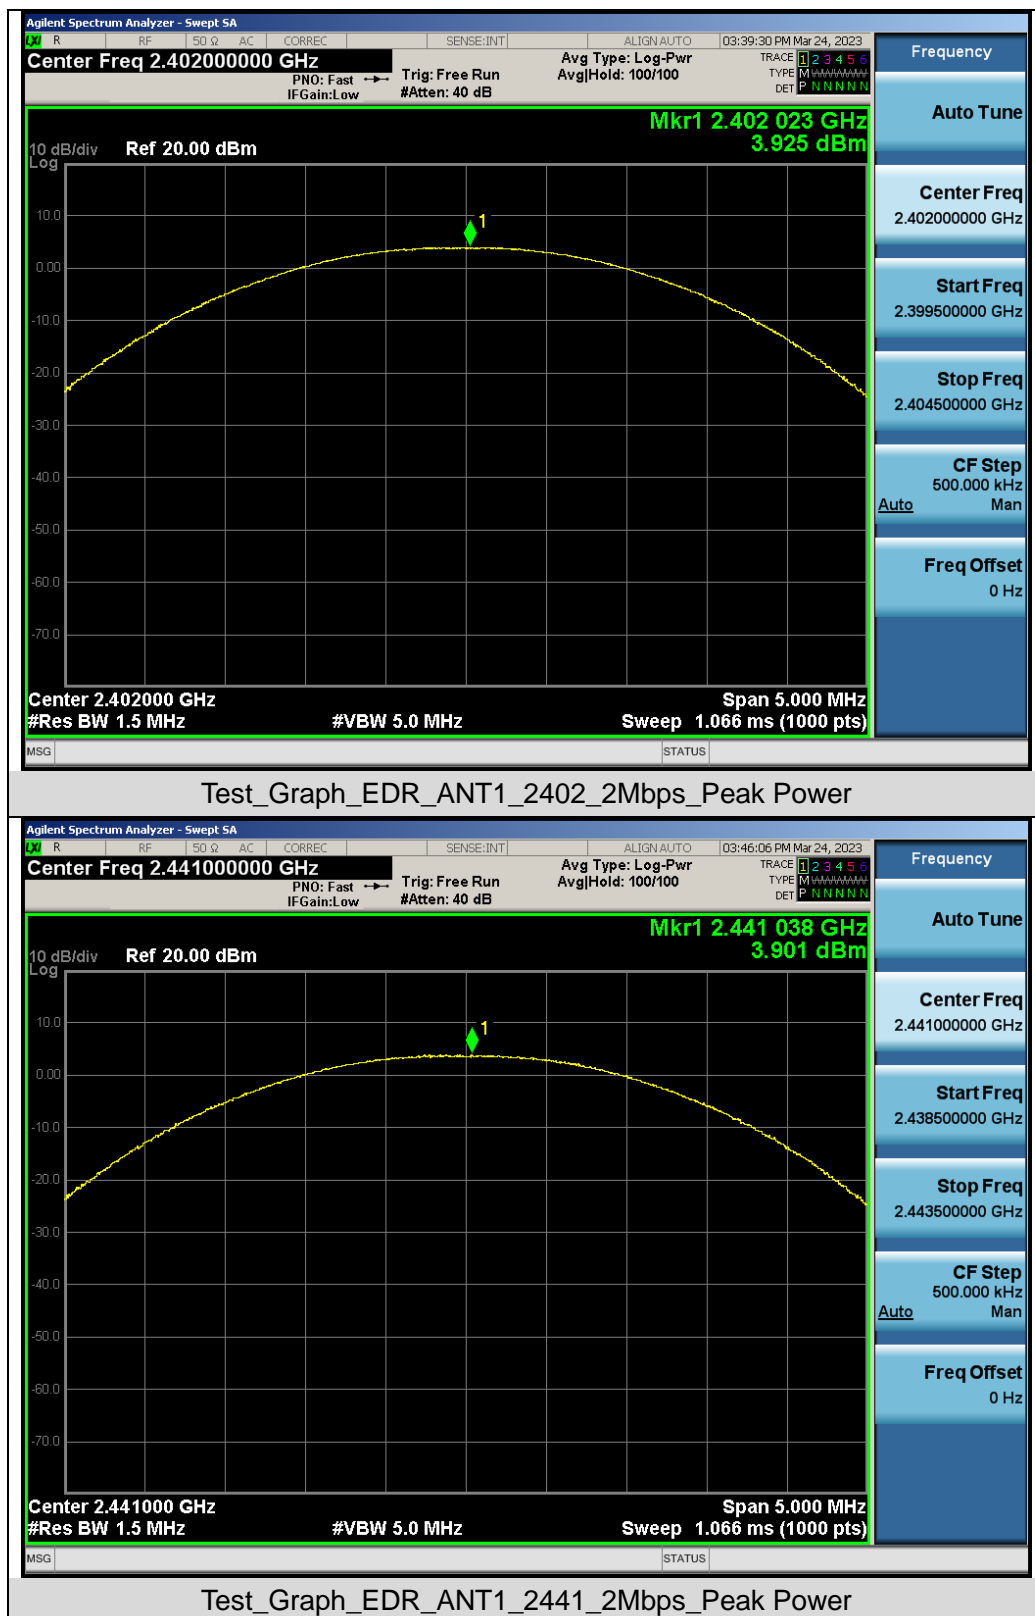 Agilent Spectrum Analyzer - Swept SA
LXI R RF 50 Ω AC CORREC SENSE:INT ALIGN AUTO 03:39:30 PM Mar 24, 2023
Center Freq 2.402000000 GHz
PNO: Fast
IFGain:Low
Trig: Free Run
#Atten: 40 dB
Avg Type: Log-Pwr
Avg|Hold: 100/100
TRACE 1 2 3 4 5 6
TYPE M WWWWW
DET P N N N N N
Mkr1 2.402 023 GHz
3.925 dBm
10 dB/div Ref 20.00 dBm
Log
10.0
0.00
-10.0
-20.0
-30.0
-40.0
-50.0
-60.0
-70.0
1
Center 2.402000 GHz Span 5.000 MHz
#Res BW 1.5 MHz #VBW 5.0 MHz Sweep 1.066 ms (1000 pts)
MSG STATUS
Frequency
Auto Tune
Center Freq
2.402000000 GHz
Start Freq
2.399500000 GHz
Stop Freq
2.404500000 GHz
CF Step
500.000 kHz
Auto Man
Freq Offset
0 Hz
Test_Graph_EDR_ANT1_2402_2Mbps_Peak Power
Agilent Spectrum Analyzer - Swept SA
LXI R RF 50 Ω AC CORREC SENSE:INT ALIGN AUTO 03:46:06 PM Mar 24, 2023
Center Freq 2.441000000 GHz
PNO: Fast
IFGain:Low
Trig: Free Run
#Atten: 40 dB
Avg Type: Log-Pwr
Avg|Hold: 100/100
TRACE 1 2 3 4 5 6
TYPE M WWWWW
DET P N N N N N
Mkr1 2.441 038 GHz
3.901 dBm
10 dB/div Ref 20.00 dBm
Log
10.0
0.00
-10.0
-20.0
-30.0
-40.0
-50.0
-60.0
-70.0
1
Center 2.441000 GHz Span 5.000 MHz
#Res BW 1.5 MHz #VBW 5.0 MHz Sweep 1.066 ms (1000 pts)
MSG STATUS
Frequency
Auto Tune
Center Freq
2.441000000 GHz
Start Freq
2.438500000 GHz
Stop Freq
2.443500000 GHz
CF Step
500.000 kHz
Auto Man
Freq Offset
0 Hz
Test_Graph_EDR_ANT1_2441_2Mbps_Peak Power